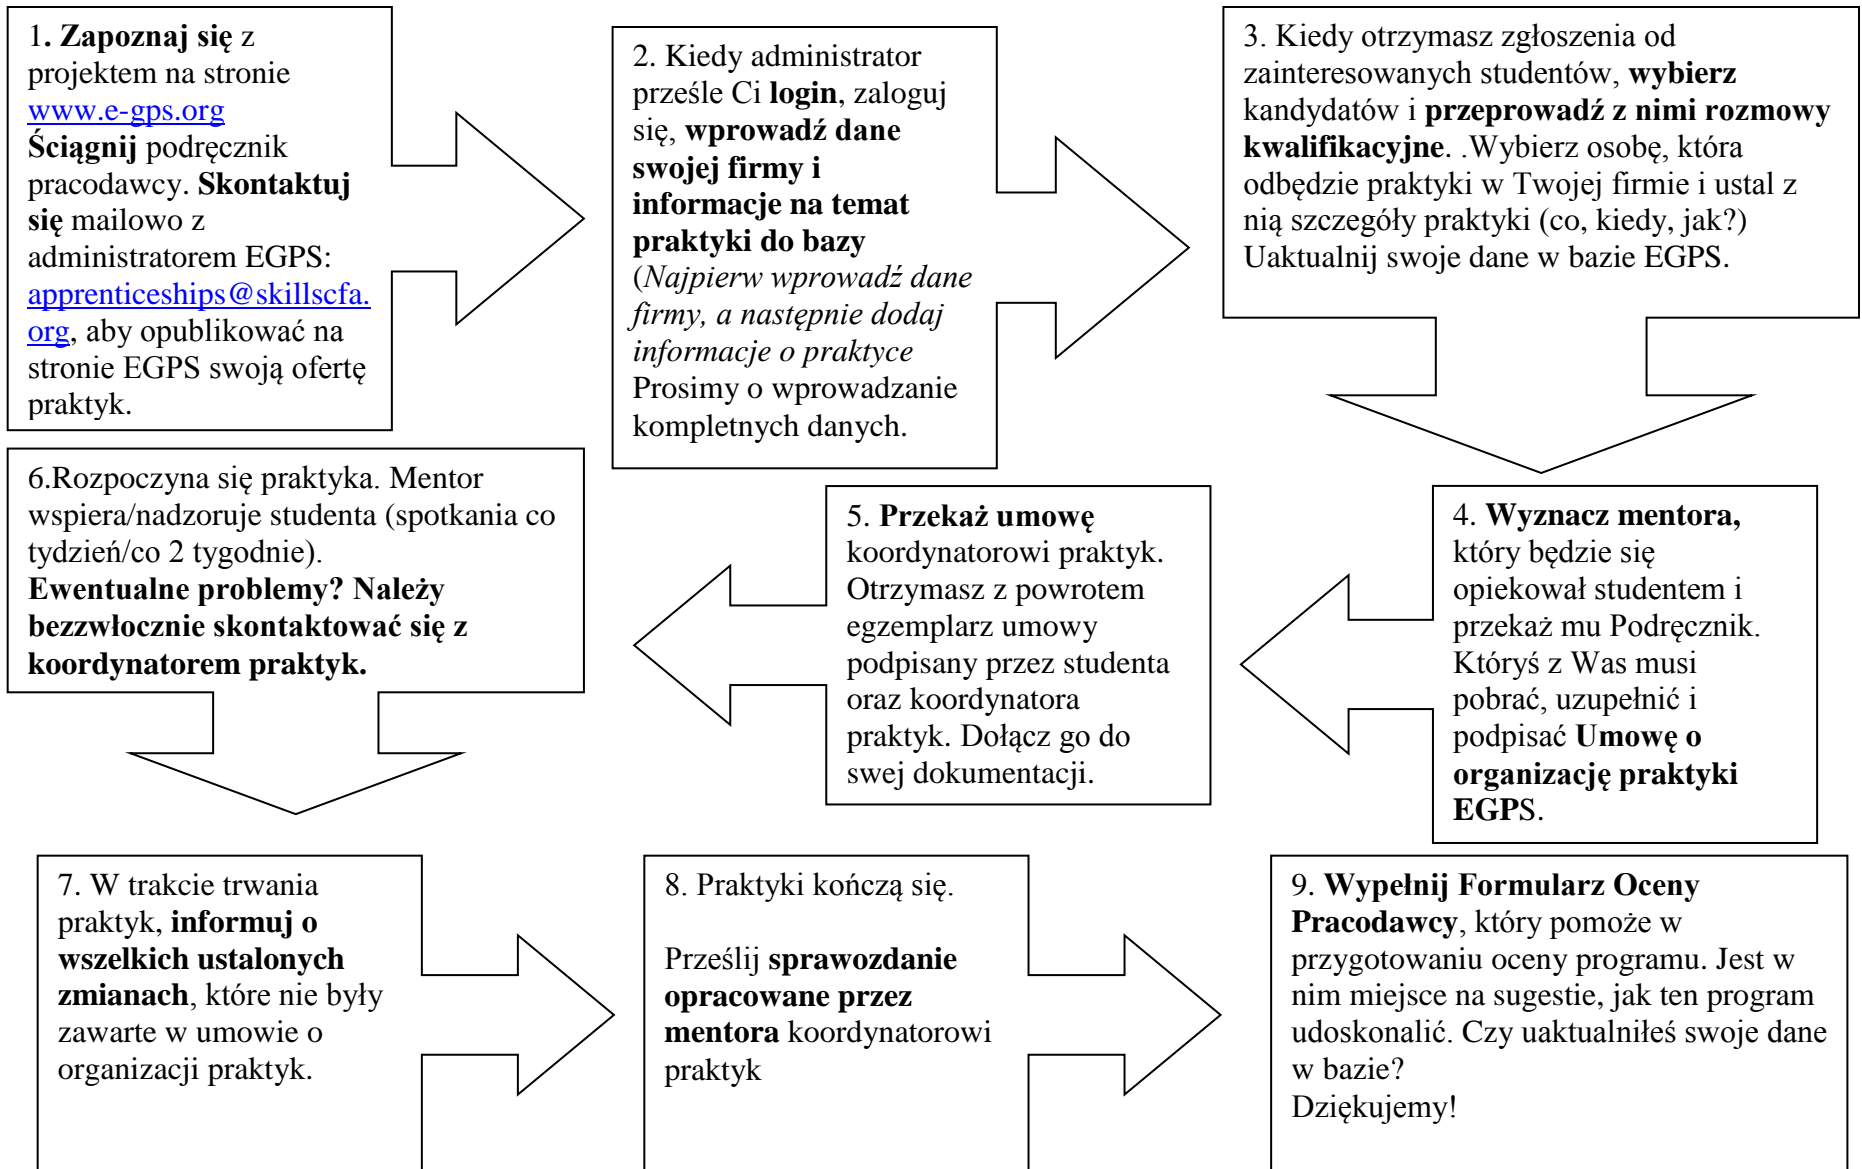 1. Zapoznaj się z
projektem na stronie
www.e-gps.org
Ściągnij podręcznik
pracodawcy. Skontaktuj
się mailowo z
administratorem EGPS:
apprenticeships@skillscfa.
org, aby opublikować na
stronie EGPS swoją ofertę
praktyk.
2. Kiedy administrator
prześle Ci login, zaloguj
się, wprowadź dane
swojej firmy i
informacje na temat
praktyki do bazy
(Najpierw wprowadź dane
firmy, a następnie dodaj
informacje o praktyce
Prosimy o wprowadzanie
kompletnych danych.
3. Kiedy otrzymasz zgłoszenia od
zainteresowanych studentów, wybierz
kandydatów i przeprowadź z nimi rozmowy
kwalifikacyjne. .Wybierz osobę, która
odbędzie praktyki w Twojej firmie i ustal z
nią szczegóły praktyki (co, kiedy, jak?)
Uaktualnij swoje dane w bazie EGPS.
4. Wyznacz mentora,
który będzie się
opiekował studentem i
przekaż mu Podręcznik.
Któryś z Was musi
pobrać, uzupełnić i
podpisać Umowę o
organizację praktyki
EGPS.
5. Przekaż umowę
koordynatorowi praktyk.
Otrzymasz z powrotem
egzemplarz umowy
podpisany przez studenta
oraz koordynatora
praktyk. Dołącz go do
swej dokumentacji.
6.Rozpoczyna się praktyka. Mentor
wspiera/nadzoruje studenta (spotkania co
tydzień/co 2 tygodnie).
Ewentualne problemy? Należy
bezzwłocznie skontaktować się z
koordynatorem praktyk.
7. W trakcie trwania
praktyk, informuj o
wszelkich ustalonych
zmianach, które nie były
zawarte w umowie o
organizacji praktyk.
8. Praktyki kończą się.
Prześlij sprawozdanie
opracowane przez
mentora koordynatorowi
praktyk
9. Wypełnij Formularz Oceny
Pracodawcy, który pomoże w
przygotowaniu oceny programu. Jest w
nim miejsce na sugestie, jak ten program
udoskonalić. Czy uaktualniłeś swoje dane
w bazie?
Dziękujemy!